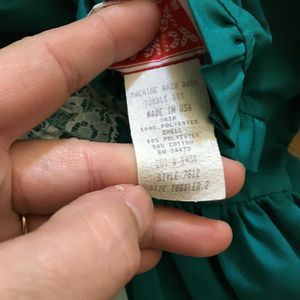 MACHINE WASH WARM
TUMBLE DRY
MADE IN USA
TRIM
100% POLYESTER
SHELL
50% POLYESTER
50% COTTON
RN 34475
STYLE 7612
SIZE TODDLER 2